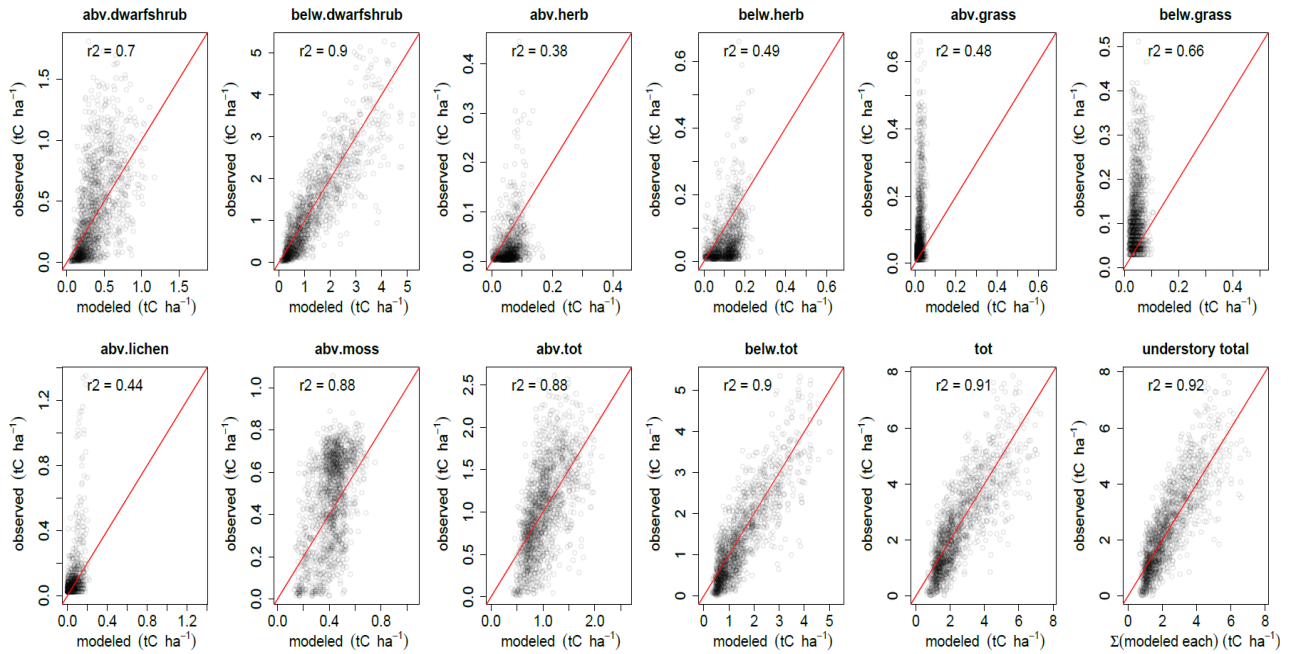 abv.dwarfshrub
r2 = 0.7
observed (tC ha⁻¹)
0.0 0.5 1.0 1.5
0.0 0.5 1.0 1.5
modeled (tC ha⁻¹)
belw.dwarfshrub
r2 = 0.9
observed (tC ha⁻¹)
0 1 2 3 4 5
0 1 2 3 4 5
modeled (tC ha⁻¹)
abv.herb
r2 = 0.38
observed (tC ha⁻¹)
0.0 0.1 0.2 0.3 0.4
0.0 0.2 0.4
modeled (tC ha⁻¹)
belw.herb
r2 = 0.49
observed (tC ha⁻¹)
0.0 0.2 0.4 0.6
0.0 0.2 0.4 0.6
modeled (tC ha⁻¹)
abv.grass
r2 = 0.48
observed (tC ha⁻¹)
0.0 0.2 0.4 0.6
0.0 0.2 0.4 0.6
modeled (tC ha⁻¹)
belw.grass
r2 = 0.66
observed (tC ha⁻¹)
0.0 0.1 0.2 0.3 0.4 0.5
0.0 0.2 0.4
modeled (tC ha⁻¹)
abv.lichen
r2 = 0.44
observed (tC ha⁻¹)
0.0 0.4 0.8 1.2
0.0 0.4 0.8 1.2
modeled (tC ha⁻¹)
abv.moss
r2 = 0.88
observed (tC ha⁻¹)
0.0 0.2 0.4 0.6 0.8 1.0
0.0 0.4 0.8
modeled (tC ha⁻¹)
abv.tot
r2 = 0.88
observed (tC ha⁻¹)
0.0 0.5 1.0 1.5 2.0 2.5
0.0 1.0 2.0
modeled (tC ha⁻¹)
belw.tot
r2 = 0.9
observed (tC ha⁻¹)
0 1 2 3 4 5
0 1 2 3 4 5
modeled (tC ha⁻¹)
tot
r2 = 0.91
observed (tC ha⁻¹)
0 2 4 6 8
0 2 4 6 8
modeled (tC ha⁻¹)
understory total
r2 = 0.92
observed (tC ha⁻¹)
0 2 4 6 8
0 2 4 6 8
Σ(modeled each) (tC ha⁻¹)